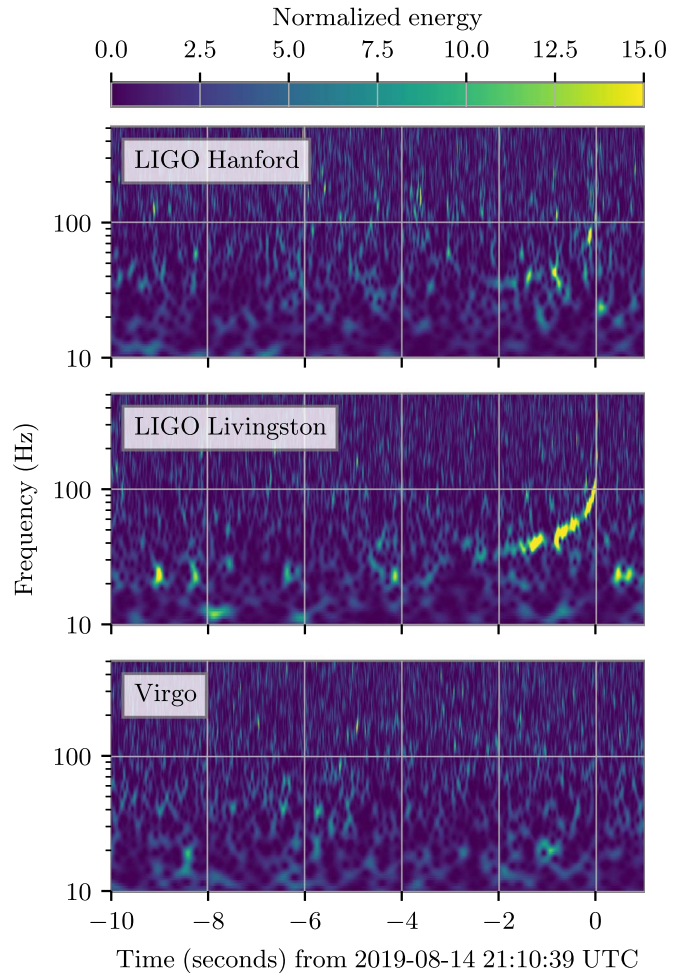 Normalized energy
0.0 2.5 5.0 7.5 10.0 12.5 15.0
LIGO Hanford
100
10
LIGO Livingston
100
10
Frequency (Hz)
Virgo
100
10
−10 −8 −6 −4 −2 0
Time (seconds) from 2019-08-14 21:10:39 UTC